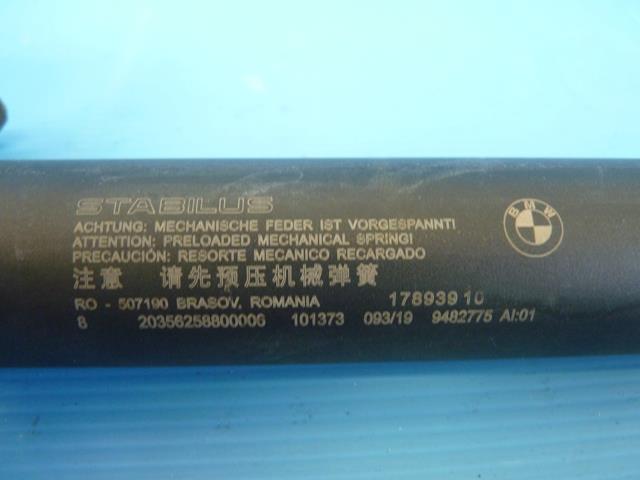 STABILUS
ACHTUNG: MECHANISCHE FEDER IST VORGESPANNT!
ATTENTION: PRELOADED MECHANICAL SPRING!
PRECAUCIÓN: RESORTE MECANICO RECARGADO
注意 请先预压机械弹簧
RO - 507190 BRASOV, ROMANIA 17893910
8 20356258800006 101373 093/19 9482775 AI:01
BMW